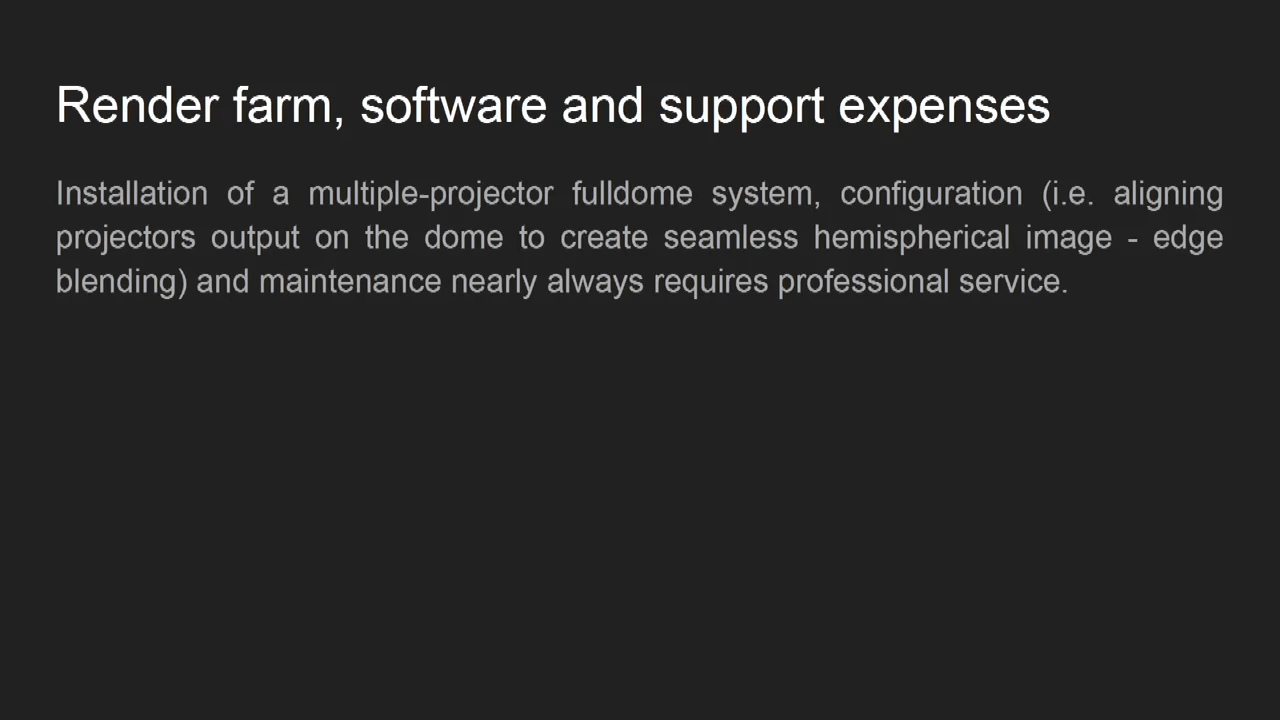 Render farm, software and support expenses
Installation of a multiple-projector fulldome system, configuration (i.e. aligning
projectors output on the dome to create seamless hemispherical image - edge
blending) and maintenance nearly always requires professional service.